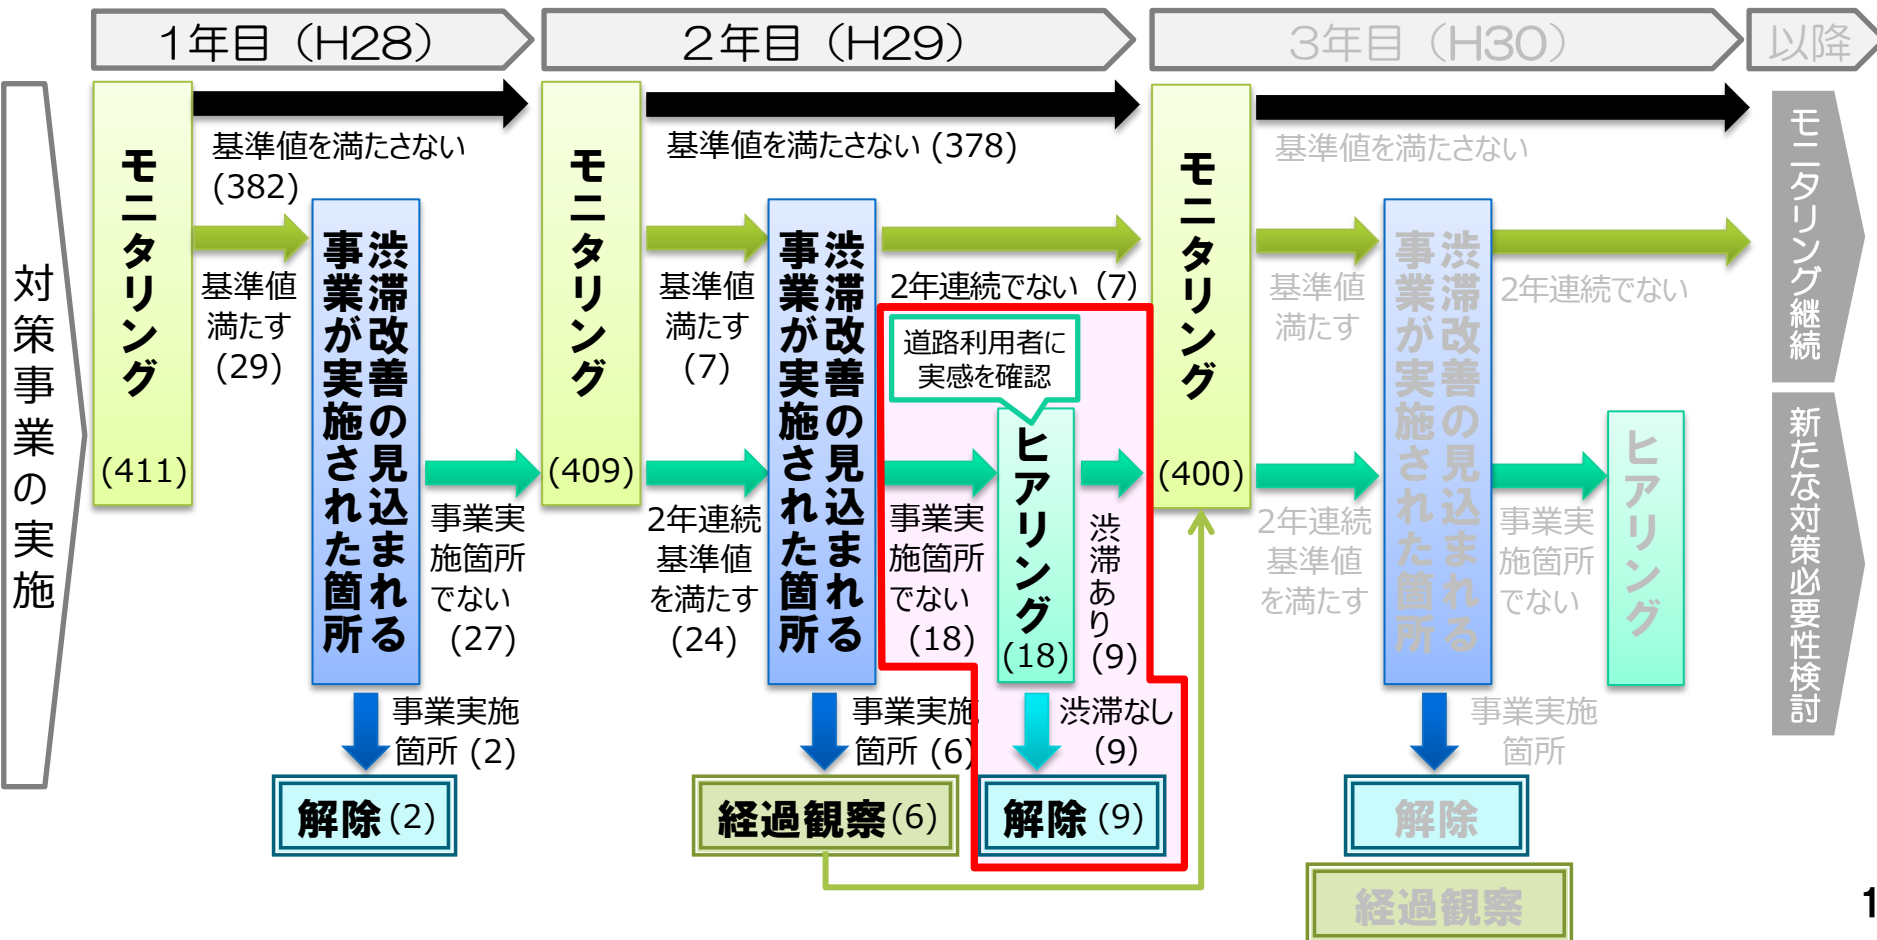 1年目（H28）
2年目（H29）
3年目（H30）
以降
対策事業の実施
モニタリング
(411)
基準値を満たさない
(382)
基準値
満たす
(29)
渋滞改善の見込まれる
事業が実施された箇所
事業実
施箇所
でない
(27)
事業実施
箇所 (2)
解除(2)
モニタリング
(409)
基準値を満たさない (378)
基準値
満たす
(7)
2年連続
基準値
を満たす
(24)
渋滞改善の見込まれる
事業が実施された箇所
2年連続でない（7）
道路利用者に
実感を確認
事業実
施箇所
でない
(18)
ヒアリング
(18)
渋滞あり
(9)
事業実施
箇所 (6)
渋滞なし
（9）
経過観察(6)
解除(9)
モニタリング
(400)
基準値を満たさない
基準値
満たす
2年連続
基準値
を満たす
渋滞改善の見込まれる
事業が実施された箇所
2年連続でない
事業実
施箇所
でない
ヒアリング
事業実施
箇所
解除
経過観察
モニタリング継続
新たな対策必要性検討
1